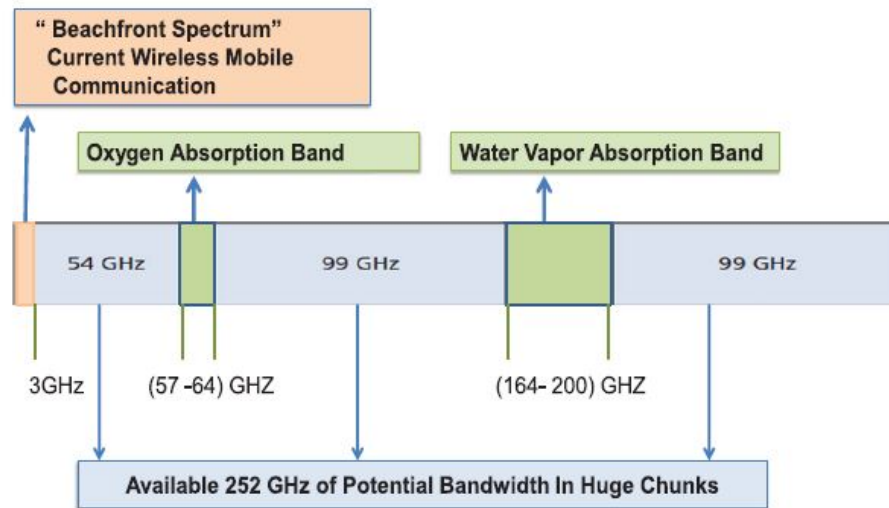 “ Beachfront Spectrum”
Current Wireless Mobile
Communication
Oxygen Absorption Band
Water Vapor Absorption Band
54 GHz
99 GHz
99 GHz
3GHz
(57 -64) GHZ
(164- 200) GHZ
Available 252 GHz of Potential Bandwidth In Huge Chunks